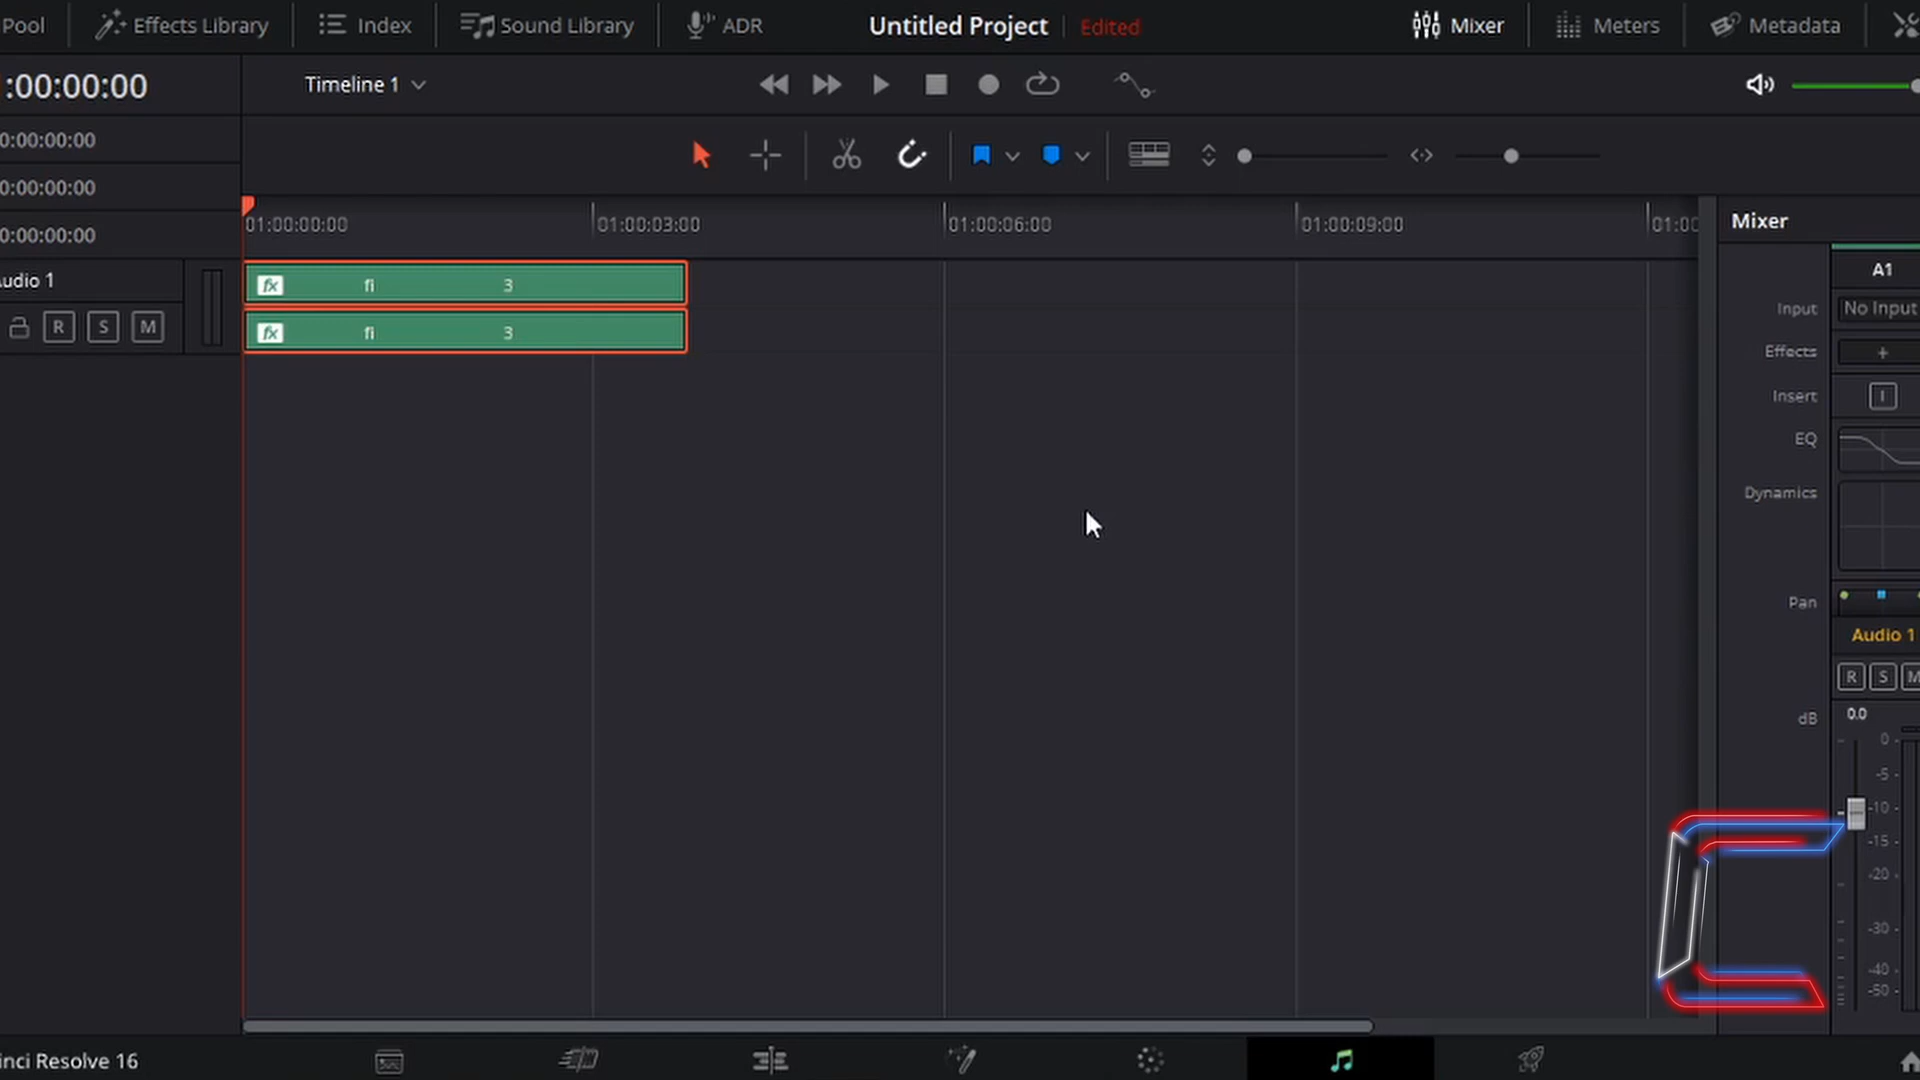 Pool Effects Library Index Sound Library ADR Untitled Project Edited Mixer Meters Metadata
:00:00:00 Timeline 1
0:00:00:00
0:00:00:00
0:00:00:00
01:00:00:00 01:00:03:00 01:00:06:00 01:00:09:00 01:00
Mixer
udio 1
R S M
fx fi 3
fx fi 3
A1
Input No Input
Effects +
Insert I
EQ
Dynamics
Pan
Audio 1
R S M
dB 0.0
0
-5
-10
-15
-20
-30
-40
-50
inci Resolve 16